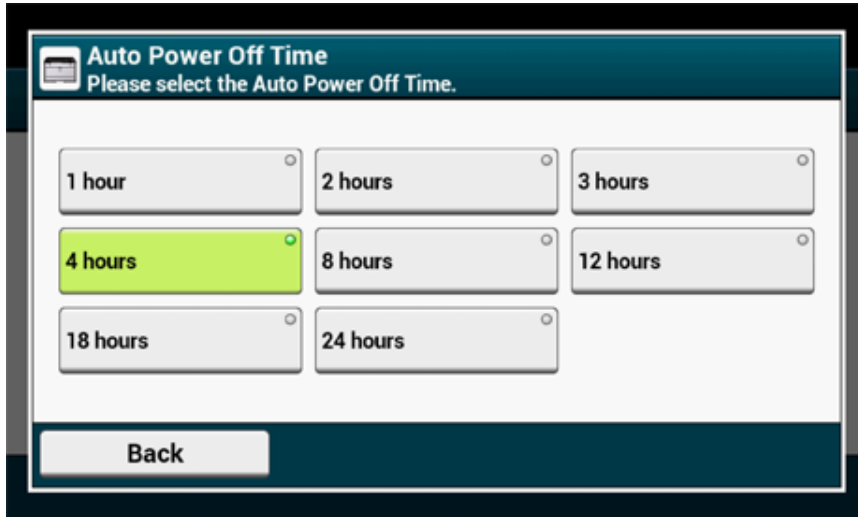 Auto Power Off Time
Please select the Auto Power Off Time.
1 hour
2 hours
3 hours
4 hours
8 hours
12 hours
18 hours
24 hours
Back